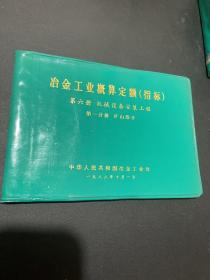 冶金工业概算定额(指标)
第六册 机械设备安装工程
第一分册 矿山部分
中华人民共和国冶金工业部
一九八八年十月一日